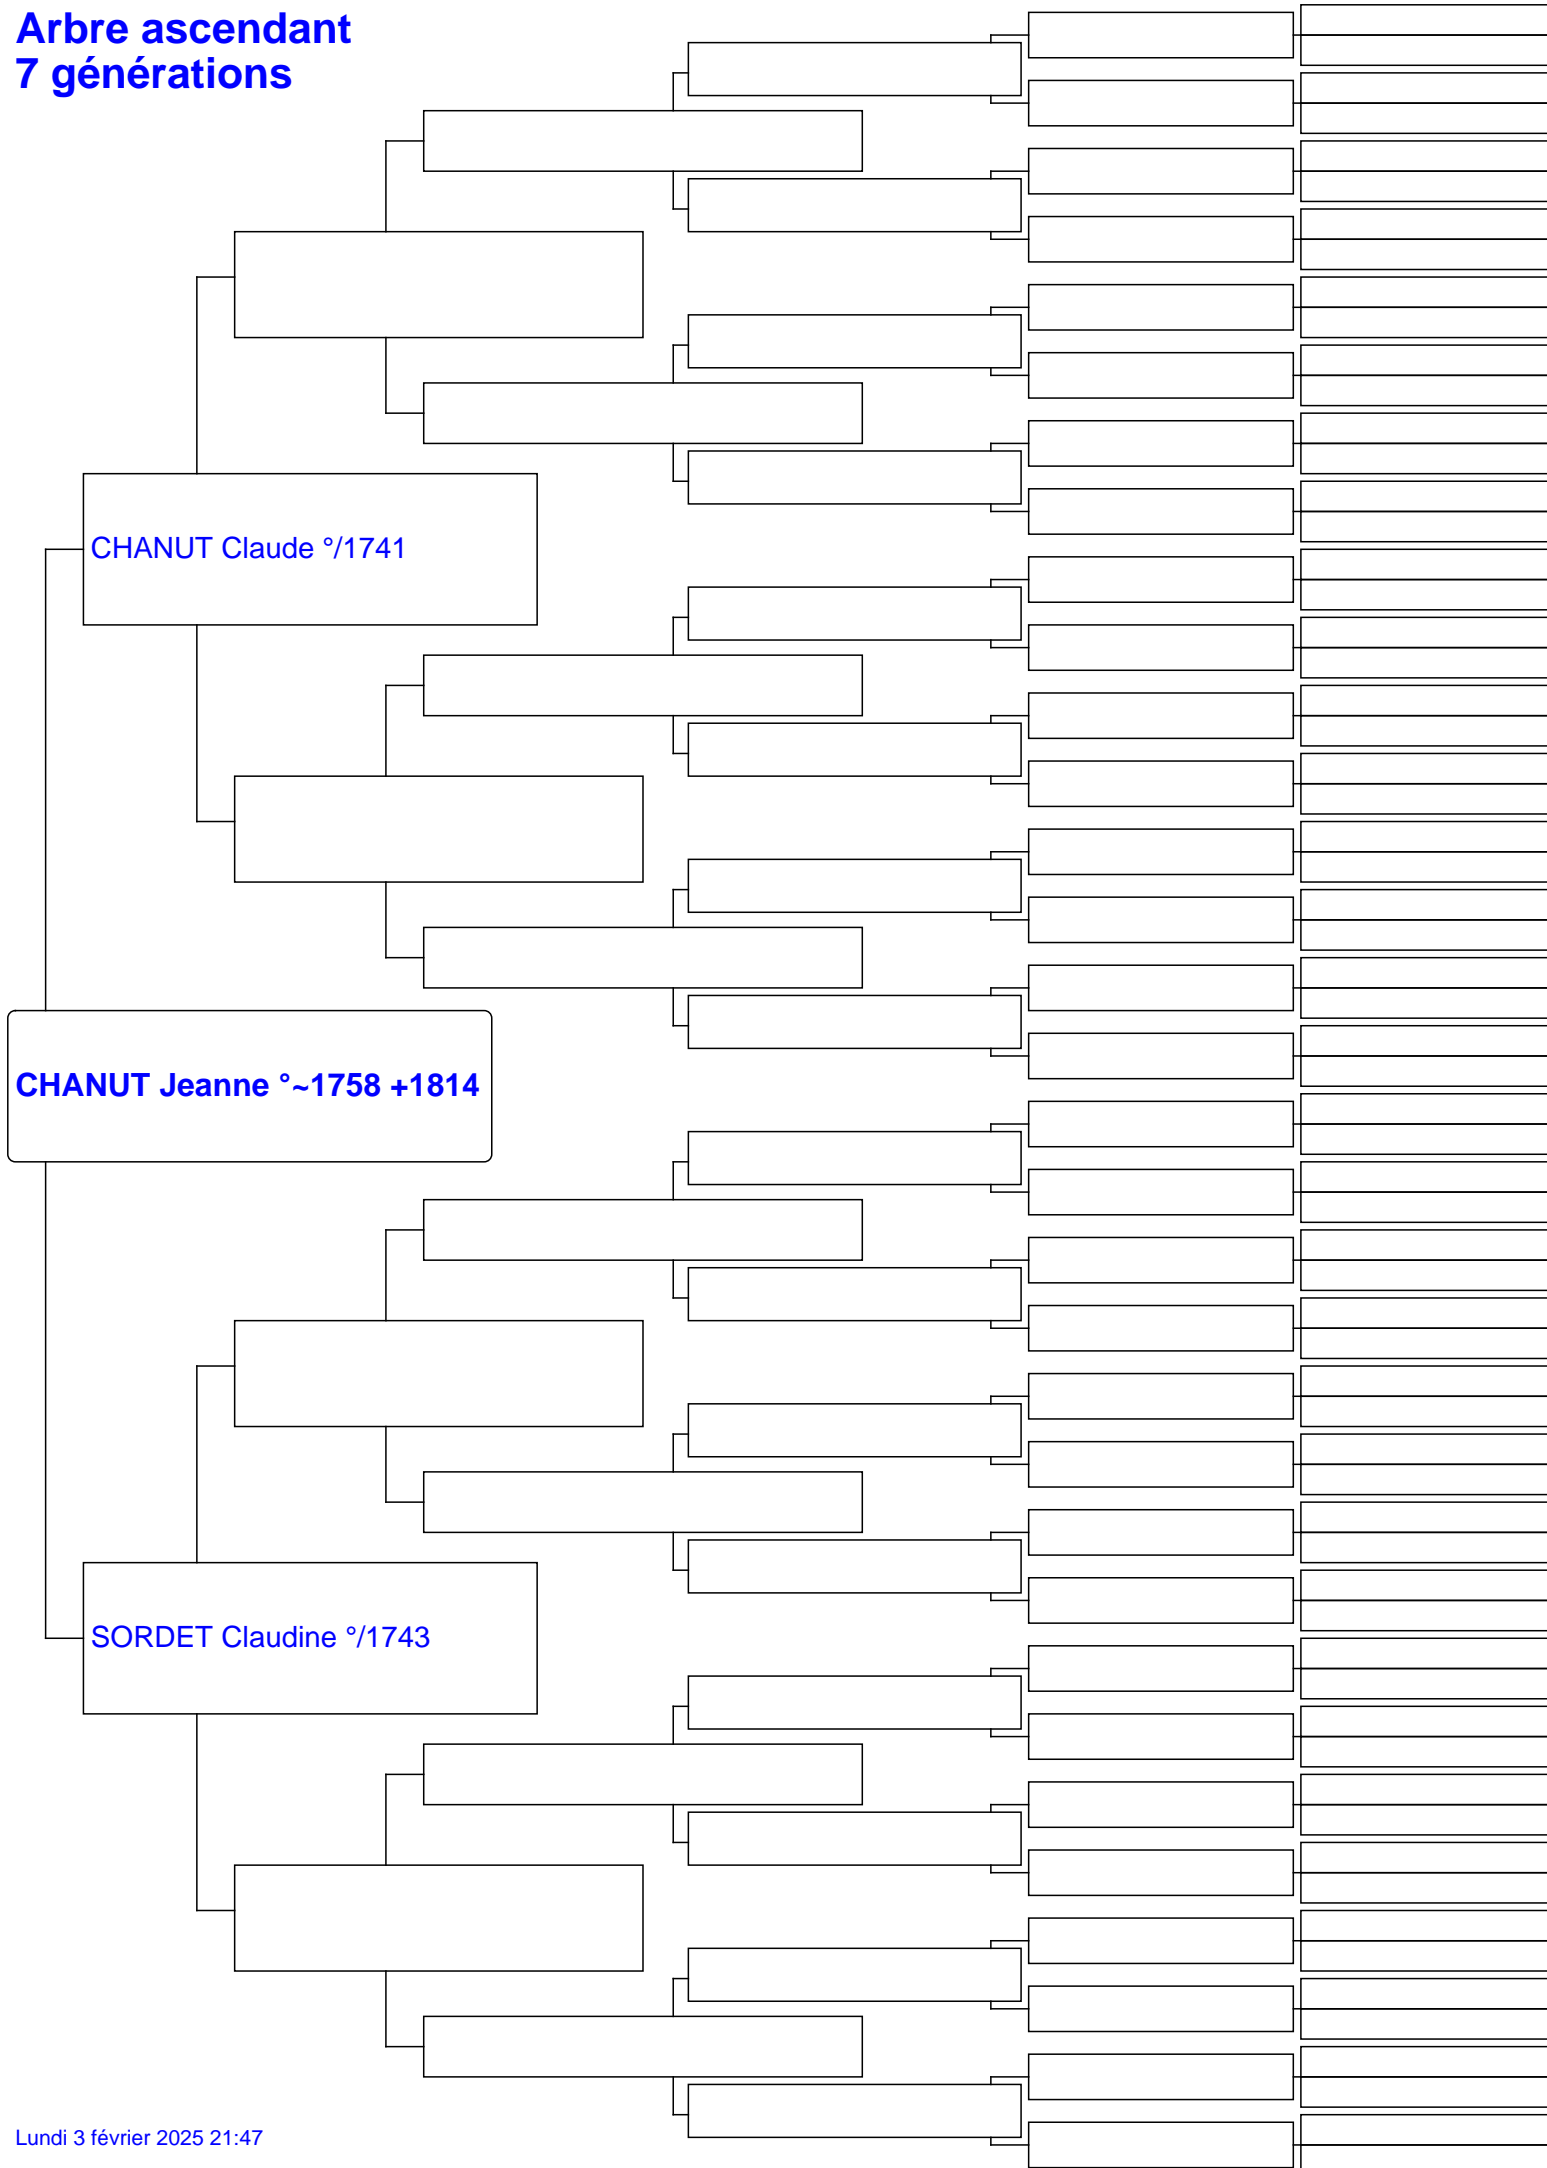 Arbre ascendant
7 générations
CHANUT Claude °/1741
CHANUT Jeanne °~1758 +1814
SORDET Claudine °/1743
Lundi 3 février 2025 21:47